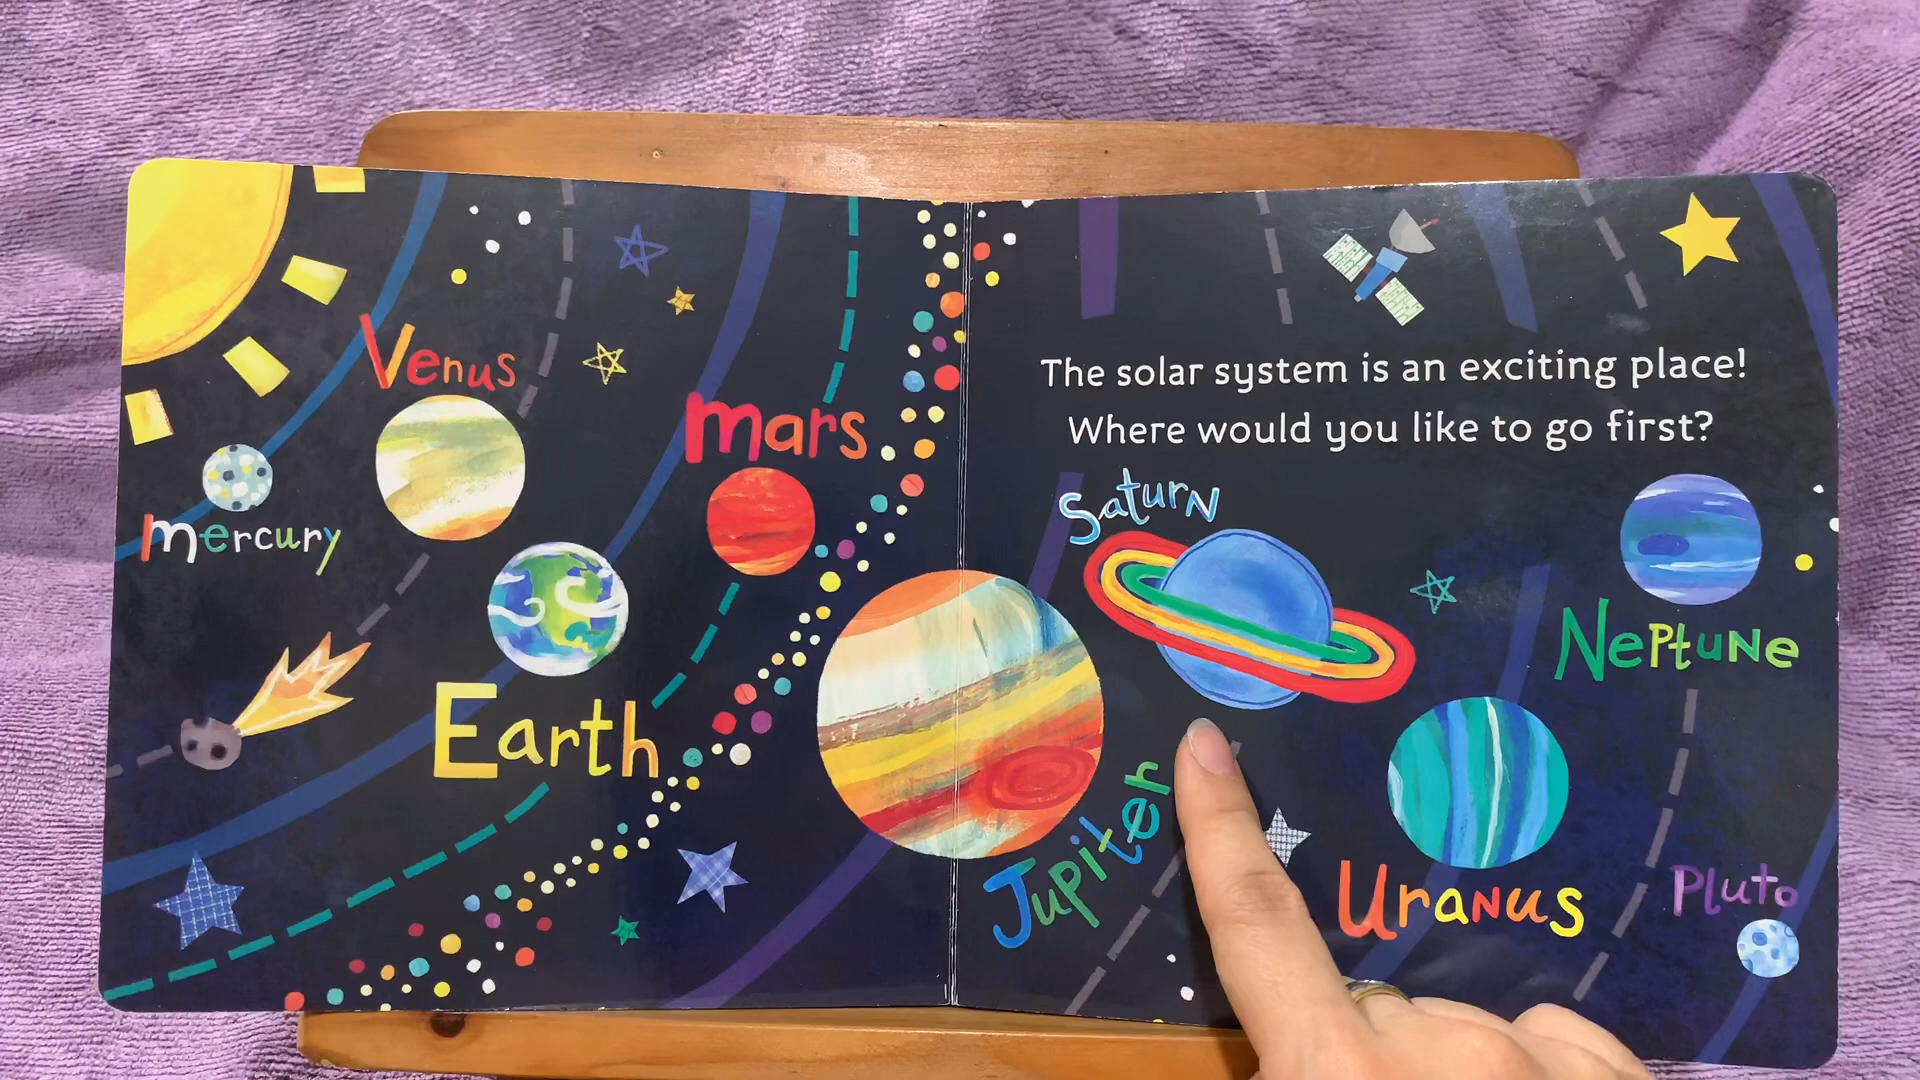 Venus
mars
mercury
Earth
The solar system is an exciting place!
Where would you like to go first?
Saturn
Neptune
Jupiter
Uranus
Pluto